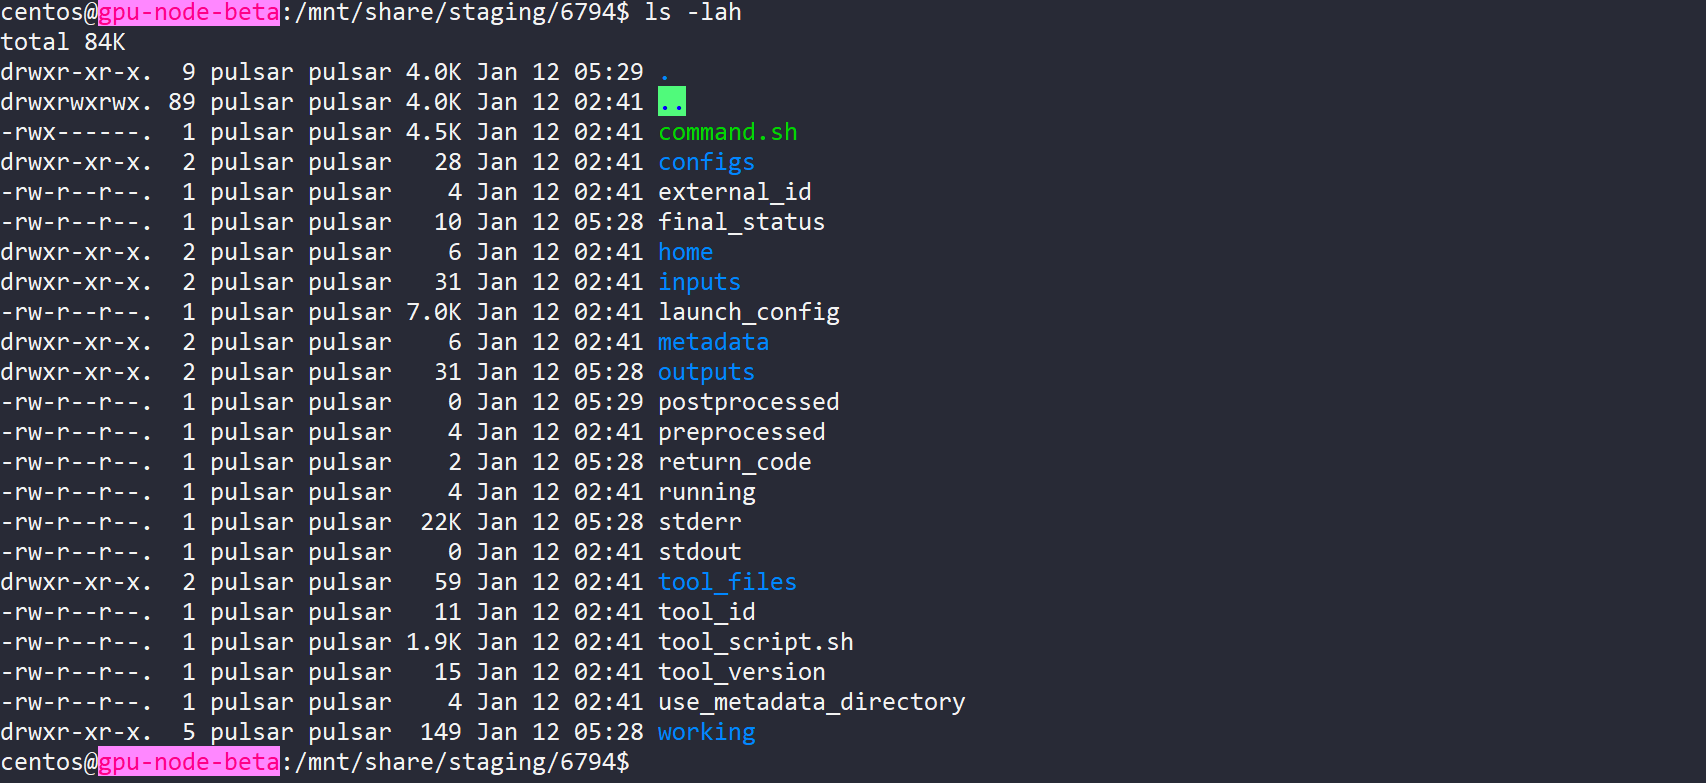 centos@gpu-node-beta:/mnt/share/staging/6794$ ls -lah
total 84K
drwxr-xr-x.  9 pulsar pulsar 4.0K Jan 12 05:29 .
drwxrwxrwx. 89 pulsar pulsar 4.0K Jan 12 02:41 ..
-rwx------.  1 pulsar pulsar 4.5K Jan 12 02:41 command.sh
drwxr-xr-x.  2 pulsar pulsar   28 Jan 12 02:41 configs
-rw-r--r--.  1 pulsar pulsar    4 Jan 12 02:41 external_id
-rw-r--r--.  1 pulsar pulsar   10 Jan 12 05:28 final_status
drwxr-xr-x.  2 pulsar pulsar    6 Jan 12 02:41 home
drwxr-xr-x.  2 pulsar pulsar   31 Jan 12 02:41 inputs
-rw-r--r--.  1 pulsar pulsar 7.0K Jan 12 02:41 launch_config
drwxr-xr-x.  2 pulsar pulsar    6 Jan 12 02:41 metadata
drwxr-xr-x.  2 pulsar pulsar   31 Jan 12 05:28 outputs
-rw-r--r--.  1 pulsar pulsar    0 Jan 12 05:29 postprocessed
-rw-r--r--.  1 pulsar pulsar    4 Jan 12 02:41 preprocessed
-rw-r--r--.  1 pulsar pulsar    2 Jan 12 05:28 return_code
-rw-r--r--.  1 pulsar pulsar    4 Jan 12 02:41 running
-rw-r--r--.  1 pulsar pulsar  22K Jan 12 05:28 stderr
-rw-r--r--.  1 pulsar pulsar    0 Jan 12 02:41 stdout
drwxr-xr-x.  2 pulsar pulsar   59 Jan 12 02:41 tool_files
-rw-r--r--.  1 pulsar pulsar   11 Jan 12 02:41 tool_id
-rw-r--r--.  1 pulsar pulsar 1.9K Jan 12 02:41 tool_script.sh
-rw-r--r--.  1 pulsar pulsar   15 Jan 12 02:41 tool_version
-rw-r--r--.  1 pulsar pulsar    4 Jan 12 02:41 use_metadata_directory
drwxr-xr-x.  5 pulsar pulsar  149 Jan 12 05:28 working
centos@gpu-node-beta:/mnt/share/staging/6794$